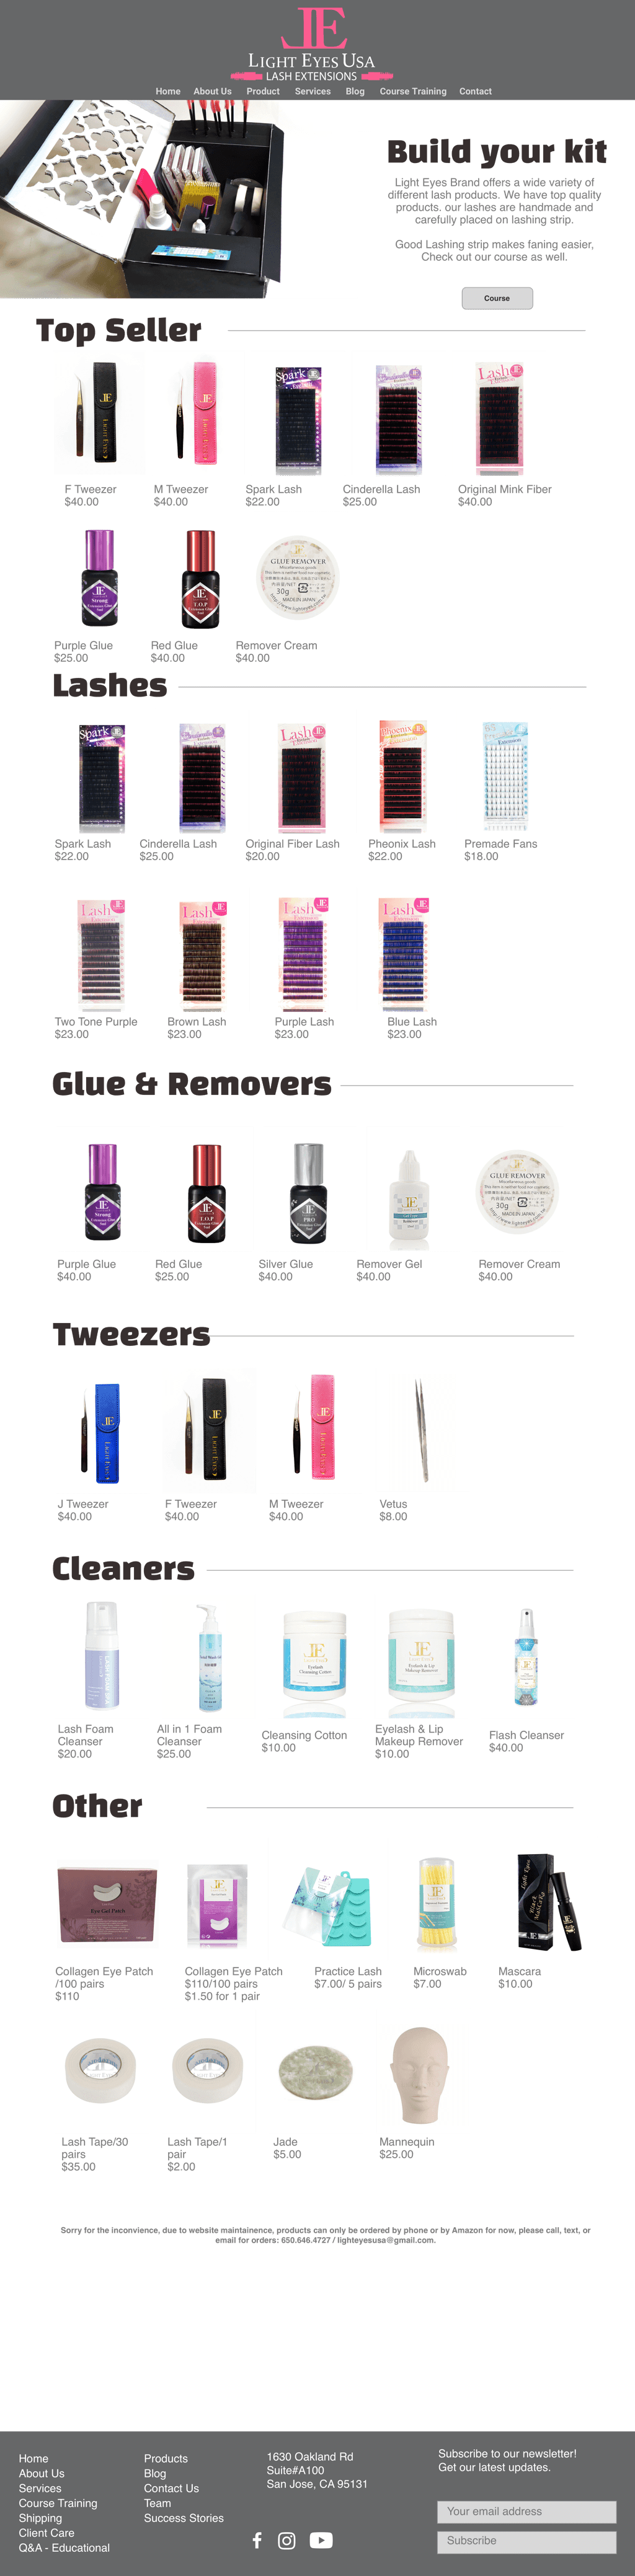 LE
LIGHT EYES USA
LASH EXTENSIONS
Home About Us Product Services Blog Course Training Contact
Build your kit
Light Eyes Brand offers a wide variety of
different lash products. We have top quality
products. our lashes are handmade and
carefully placed on lashing strip.
Good Lashing strip makes faning easier,
Check out our course as well.
Course
Top Seller
F Tweezer M Tweezer Spark Lash Cinderella Lash Original Mink Fiber
$40.00 $40.00 $22.00 $25.00 $40.00
Purple Glue Red Glue Remover Cream
$25.00 $40.00 $40.00
Lashes
Spark Lash Cinderella Lash Original Fiber Lash Pheonix Lash Premade Fans
$22.00 $25.00 $20.00 $22.00 $18.00
Two Tone Purple Brown Lash Purple Lash Blue Lash
$23.00 $23.00 $23.00 $23.00
Glue & Removers
Purple Glue Red Glue Silver Glue Remover Gel Remover Cream
$40.00 $25.00 $40.00 $40.00 $40.00
Tweezers
J Tweezer F Tweezer M Tweezer Vetus
$40.00 $40.00 $40.00 $8.00
Cleaners
Lash Foam
Cleanser
$20.00
All in 1 Foam
Cleanser
$25.00
Cleansing Cotton
$10.00
Eyelash & Lip
Makeup Remover
$10.00
Flash Cleanser
$40.00
Other
Collagen Eye Patch
/100 pairs
$110
Collagen Eye Patch
$110/100 pairs
$1.50 for 1 pair
Practice Lash
$7.00/ 5 pairs
Microswab
$7.00
Mascara
$10.00
Lash Tape/30
pairs
$35.00
Lash Tape/1
pair
$2.00
Jade
$5.00
Mannequin
$25.00
Sorry for the inconvience, due to website maintainence, products can only be ordered by phone or by Amazon for now, please call, text, or
email for orders: 650.646.4727 / lighteyesusa@gmail.com.
Home
About Us
Services
Course Training
Shipping
Client Care
Q&A - Educational
Products
Blog
Contact Us
Team
Success Stories
1630 Oakland Rd
Suite#A100
San Jose, CA 95131
Subscribe to our newsletter!
Get our latest updates.
Your email address
Subscribe